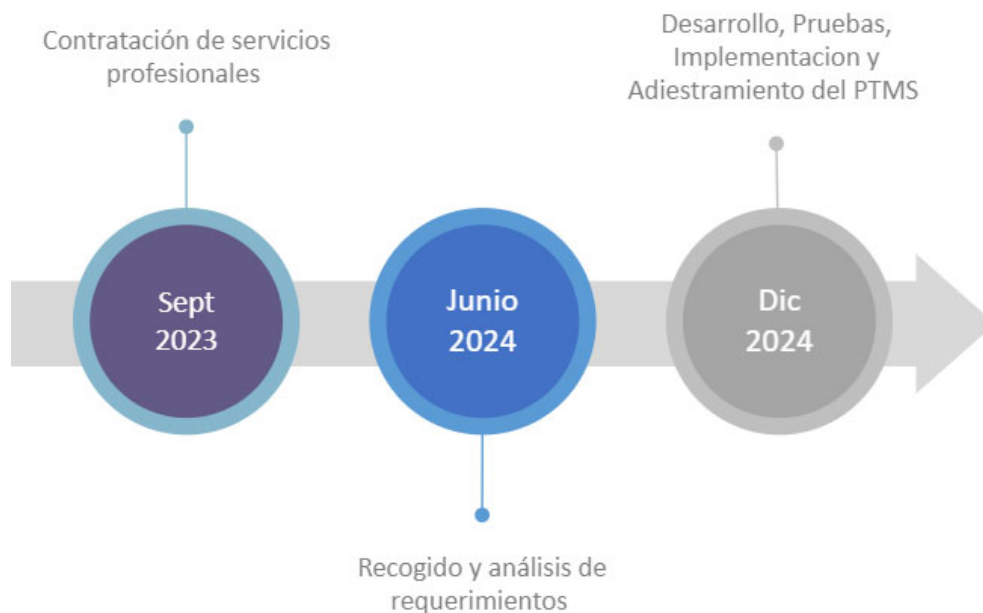 Contratación de servicios
profesionales
Desarrollo, Pruebas,
Implementacion y
Adiestramiento del PTMS
Sept
2023
Junio
2024
Dic
2024
Recogido y análisis de
requerimientos